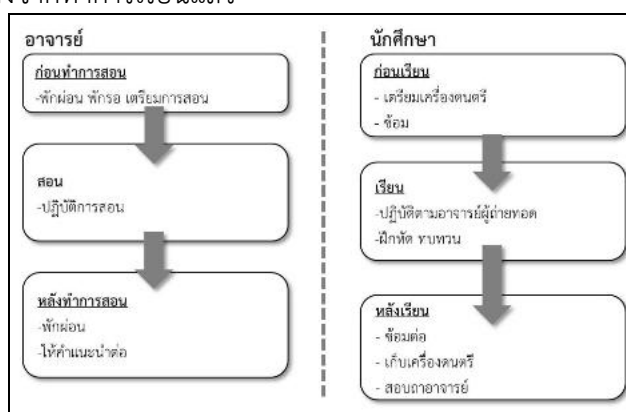 อาจารย์
ก่อนทำการสอน
-พักผ่อน พักรอ เตรียมการสอน
สอน
-ปฏิบัติการสอน
หลังทำการสอน
-พักผ่อน
-ให้คำแนะนำต่อ
นักศึกษา
ก่อนเรียน
- เตรียมเครื่องดนตรี
- ซ้อม
เรียน
-ปฏิบัติตามอาจารย์ผู้ถ่ายทอด
-ฝึกหัด ทบทวน
หลังเรียน
- ซ้อมต่อ
- เก็บเครื่องดนตรี
- สอบถาอาจารย์